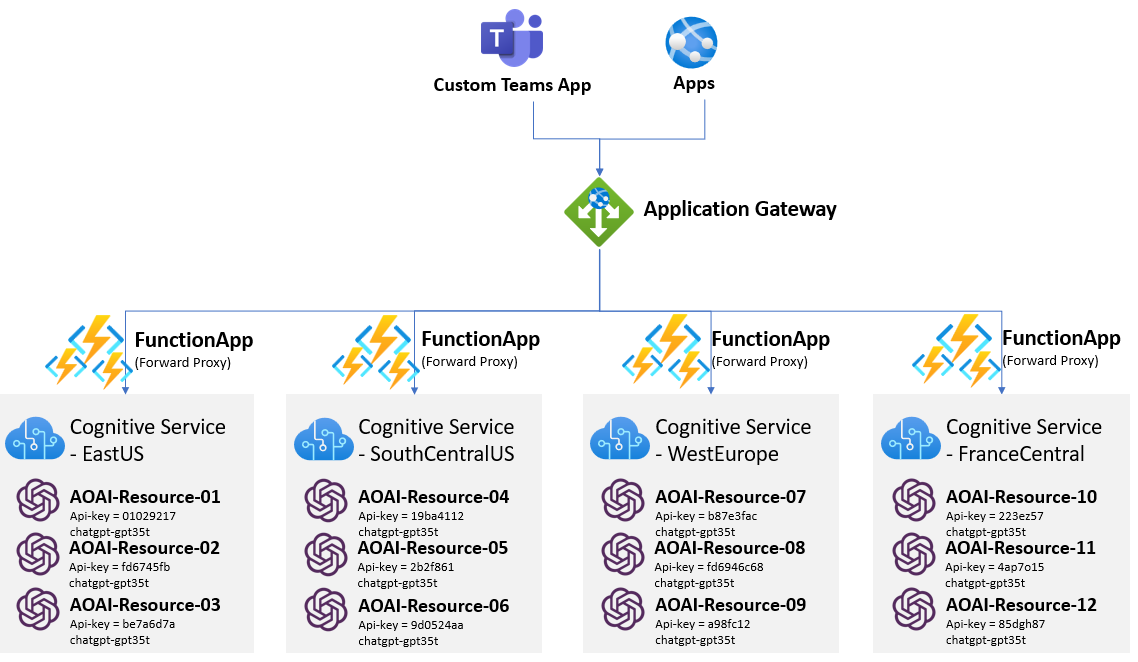 T
Custom Teams App
Apps
Application Gateway
FunctionApp
(Forward Proxy)
FunctionApp
(Forward Proxy)
FunctionApp
(Forward Proxy)
FunctionApp
(Forward Proxy)
Cognitive Service
- EastUS
AOAI-Resource-01
Api-key = 01029217
chatgpt-gpt35t
AOAI-Resource-02
Api-key = fd6745fb
chatgpt-gpt35t
AOAI-Resource-03
Api-key = be7a6d7a
chatgpt-gpt35t
Cognitive Service
- SouthCentralUS
AOAI-Resource-04
Api-key = 19ba4112
chatgpt-gpt35t
AOAI-Resource-05
Api-key = 2b2f861
chatgpt-gpt35t
AOAI-Resource-06
Api-key = 9d0524aa
chatgpt-gpt35t
Cognitive Service
- WestEurope
AOAI-Resource-07
Api-key = b87e3fac
chatgpt-gpt35t
AOAI-Resource-08
Api-key = fd6946c68
chatgpt-gpt35t
AOAI-Resource-09
Api-key = a98fc12
chatgpt-gpt35t
Cognitive Service
- FranceCentral
AOAI-Resource-10
Api-key = 223ez57
chatgpt-gpt35t
AOAI-Resource-11
Api-key = 4ap7o15
chatgpt-gpt35t
AOAI-Resource-12
Api-key = 85dgh87
chatgpt-gpt35t